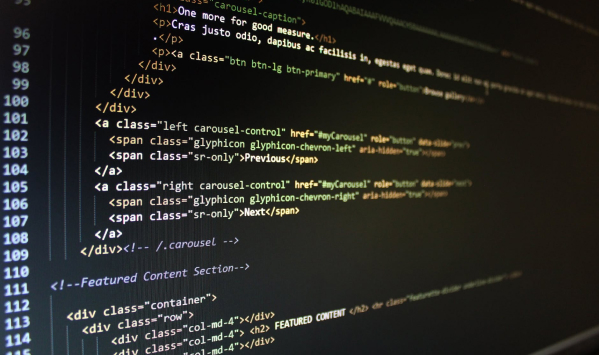 class="carousel-caption">
<h1>One more for good measure.</h1>
95 <p>Cras justo odio, dapibus ac facilisis in, egestas eget quam.
.</p>
96 <p><a class="btn btn-lg btn-primary" href="#" role="button">Browse gallery
97 </div>
98 </div>
99 </div>
100 </div>
101 <a class="left carousel-control" href="#myCarousel" role="button" data-slide="prev">
102 <span class="glyphicon glyphicon-chevron-left" aria-hidden="true"></span>
103 <span class="sr-only">Previous</span>
104 </a>
105 <a class="right carousel-control" href="#myCarousel" role="button" data-slide="next">
106 <span class="glyphicon glyphicon-chevron-right" aria-hidden="true"></span>
107 <span class="sr-only">Next</span>
108 </a>
109 </div><!-- /.carousel -->
110
111 <!--Featured Content Section-->
112 <div class="container">
113 <div class="row">
114 <div class="col-md-4"></div>
115 <div class="col-md-4"> <h2> FEATURED CONTENT </h2> <hr class="featurette-divider
<div class="col-md-4"></div>